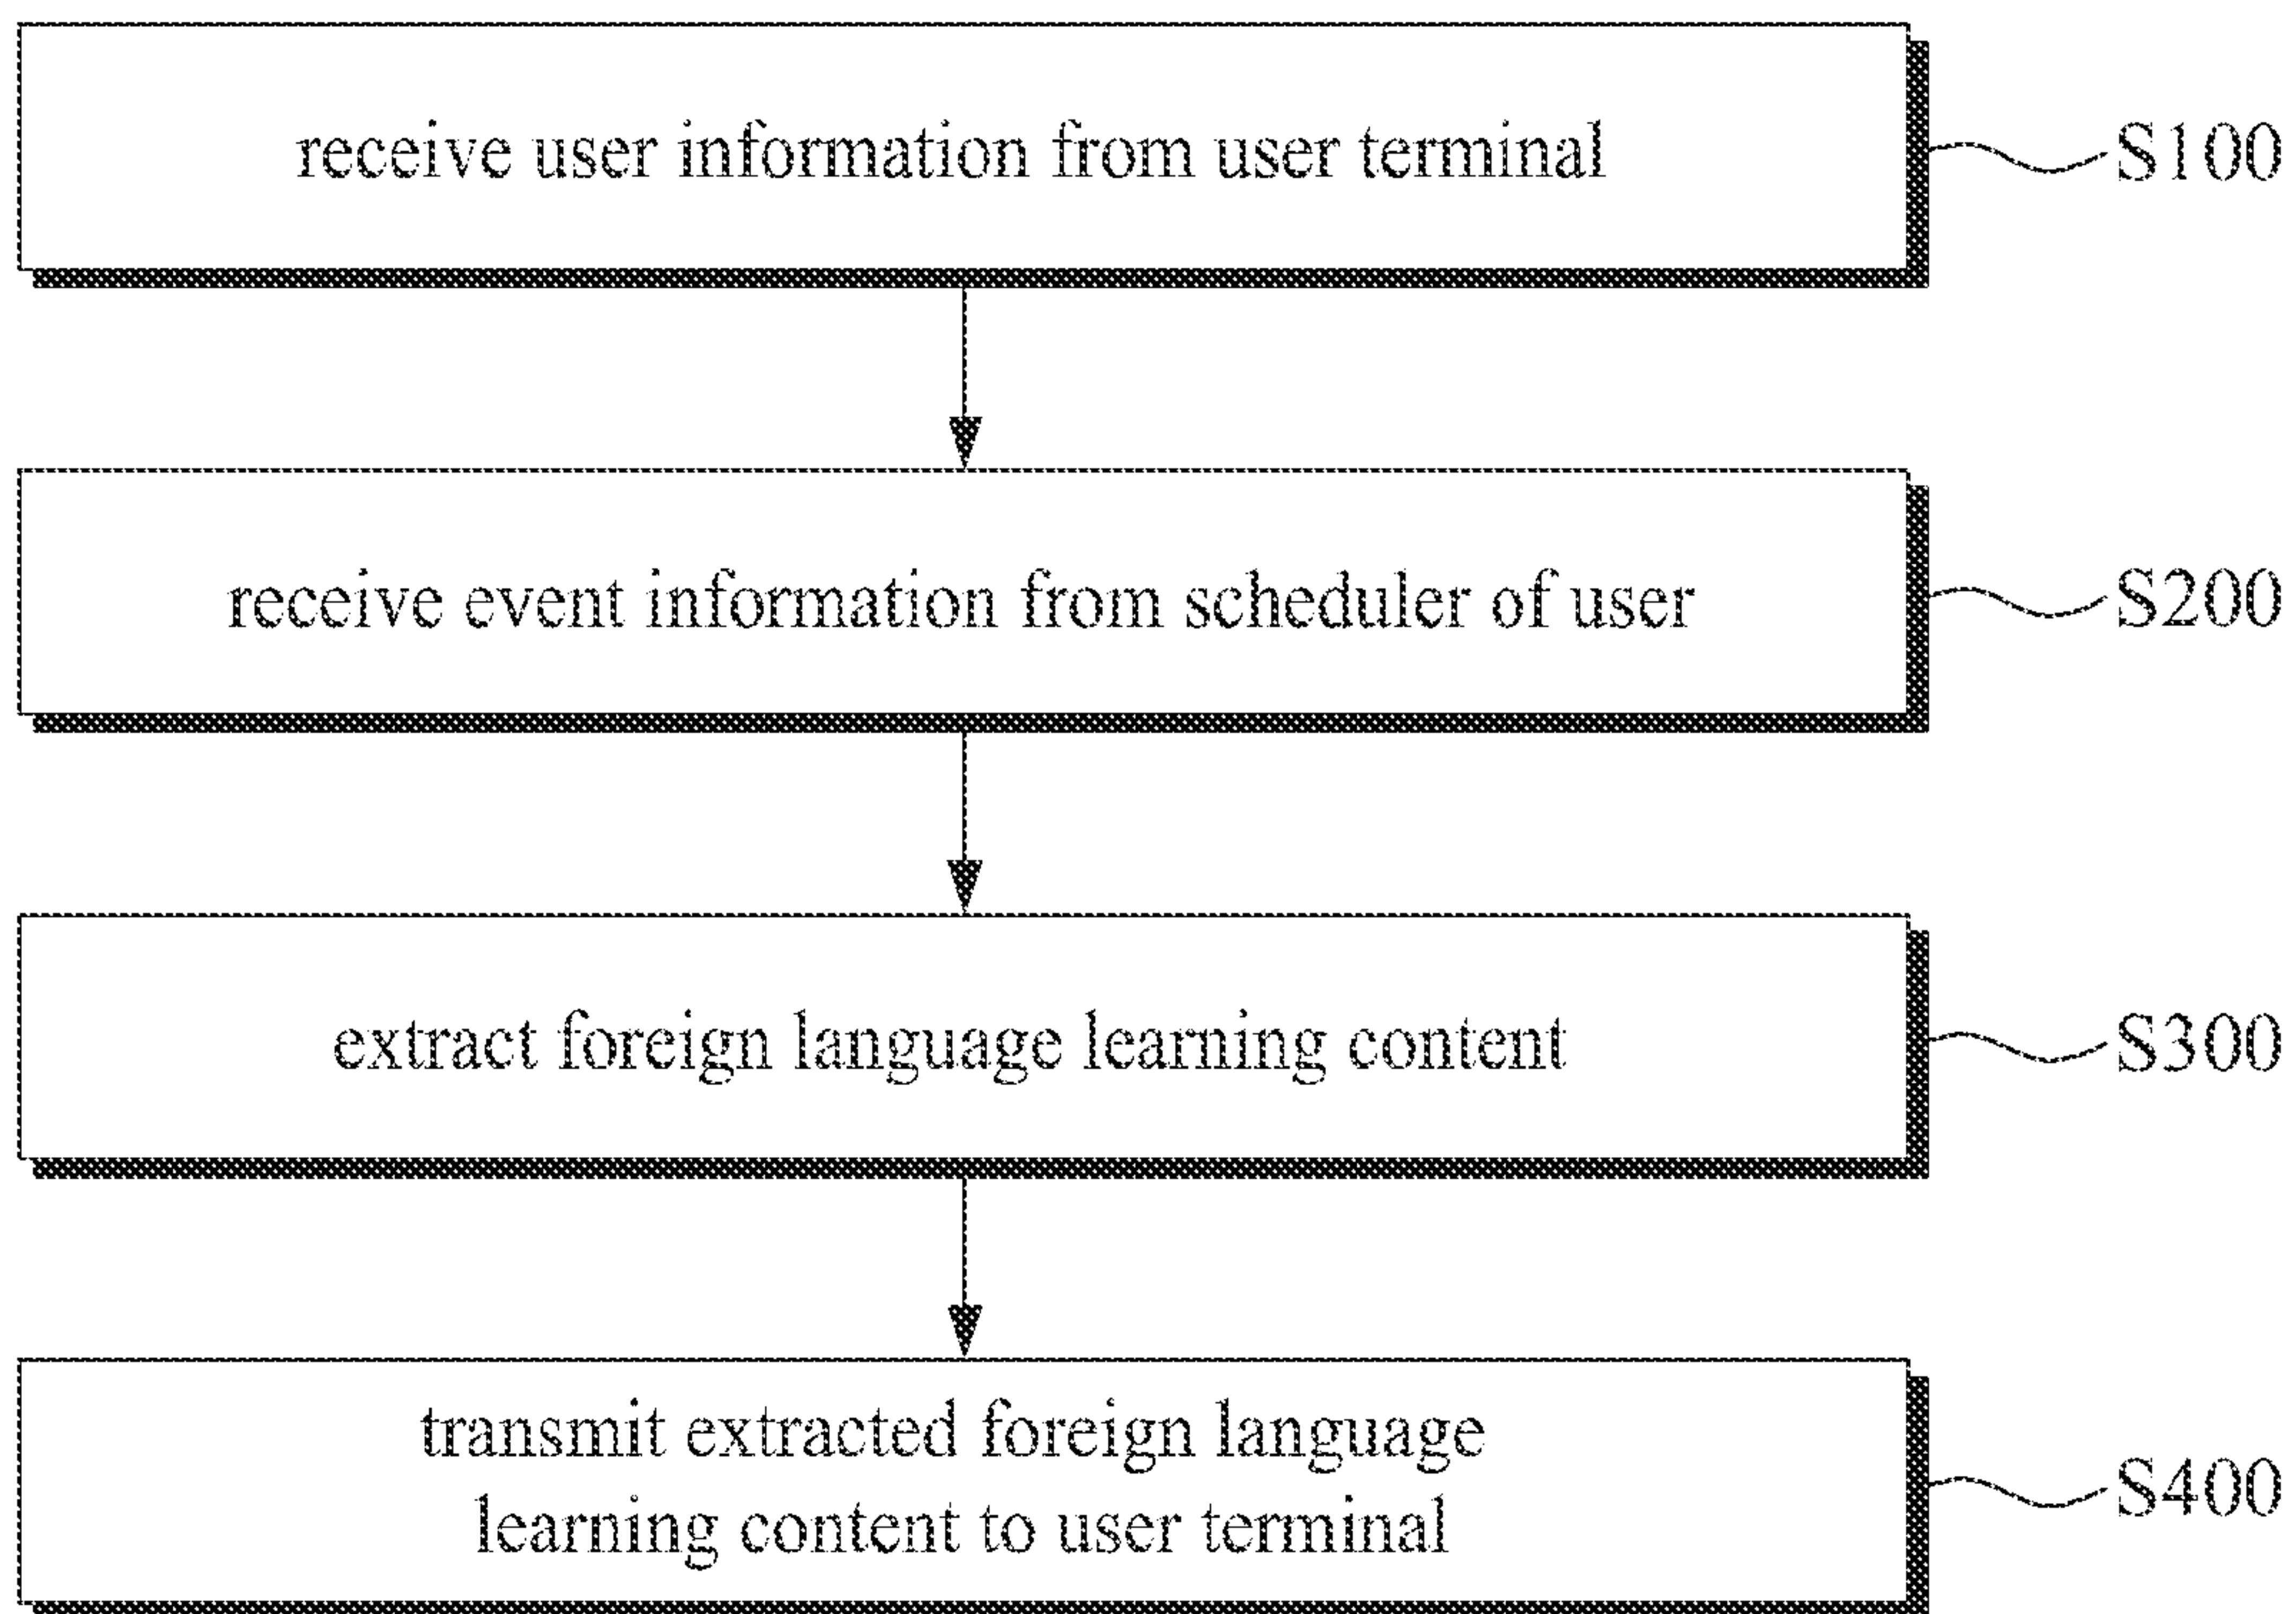 receive user information from user terminal
S100
receive event information from scheduler of user
S200
extract foreign language learning content
S300
transmit extracted foreign language
learning content to user terminal
S400